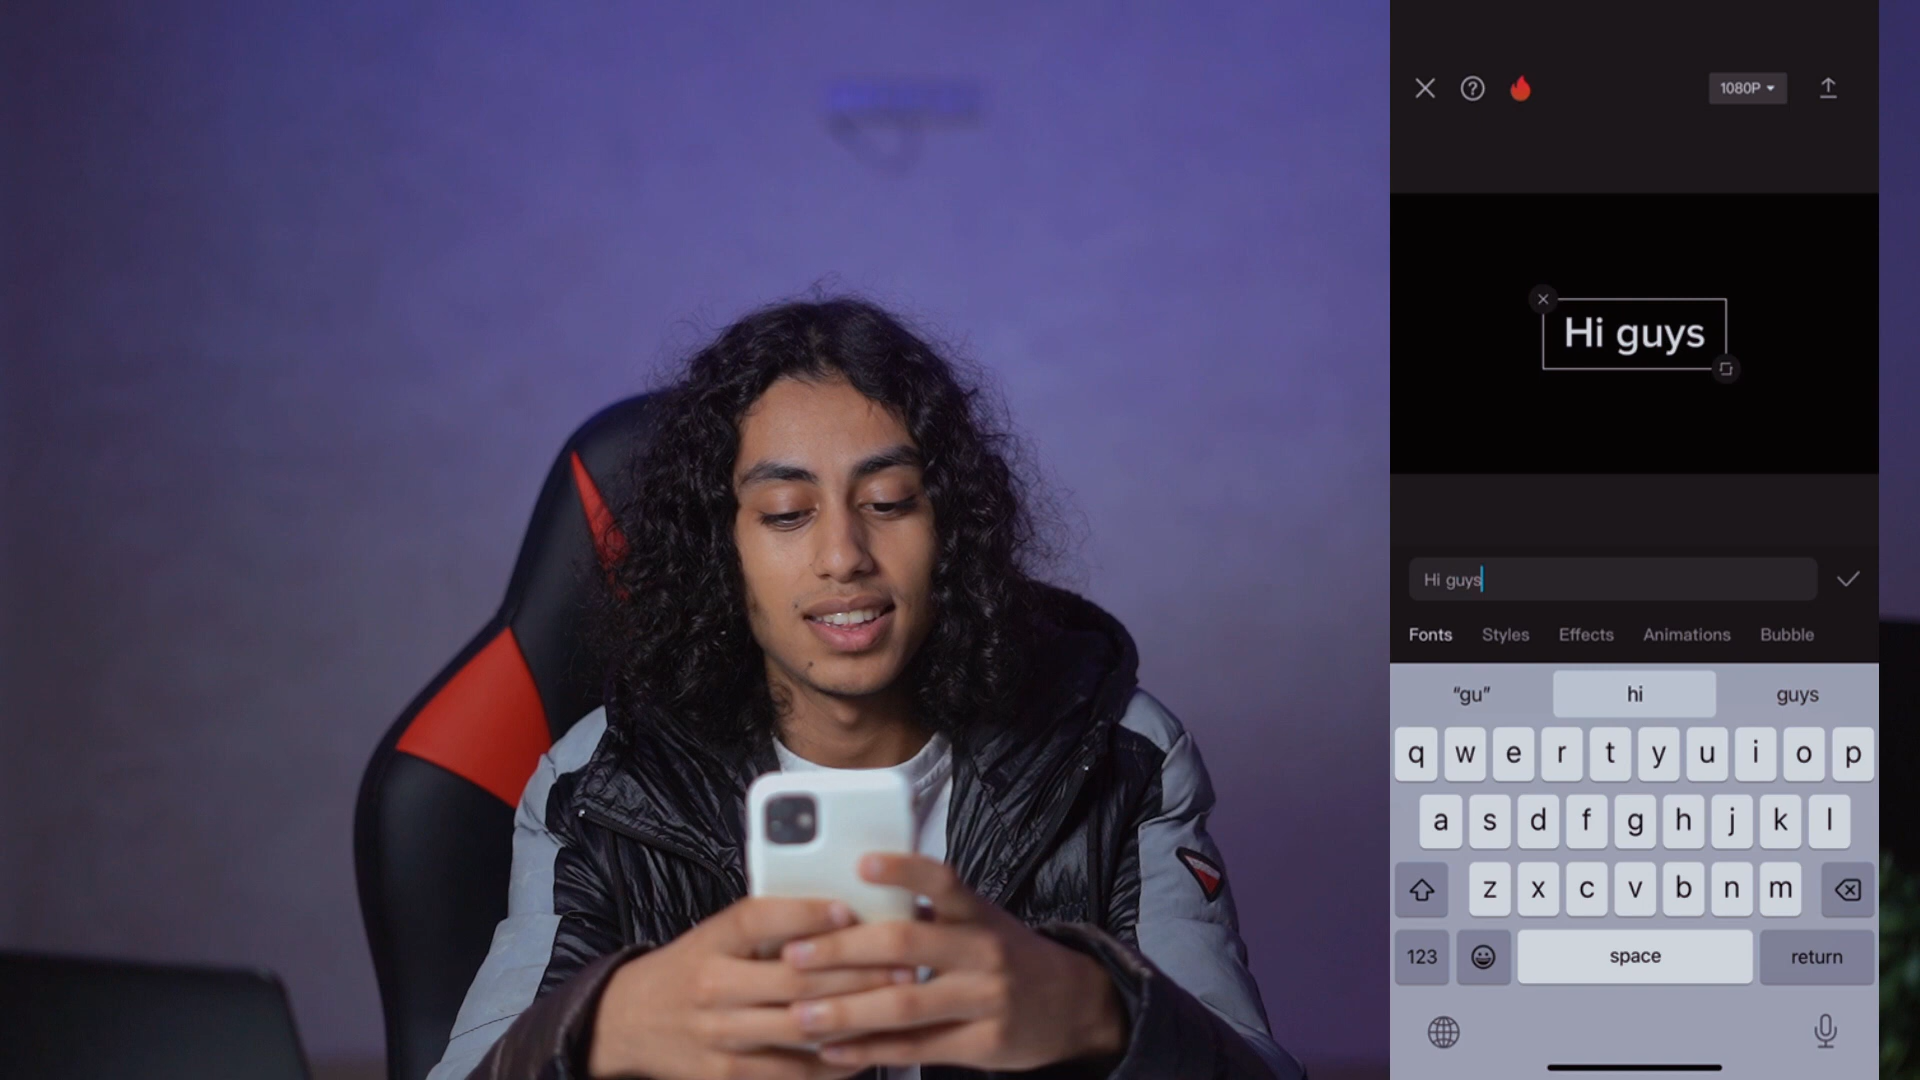 1080P
Hi guys
Hi guys
Fonts Styles Effects Animations Bubble
“gu” hi guys
q w e r t y u i o p
a s d f g h j k l
z x c v b n m
123 space return